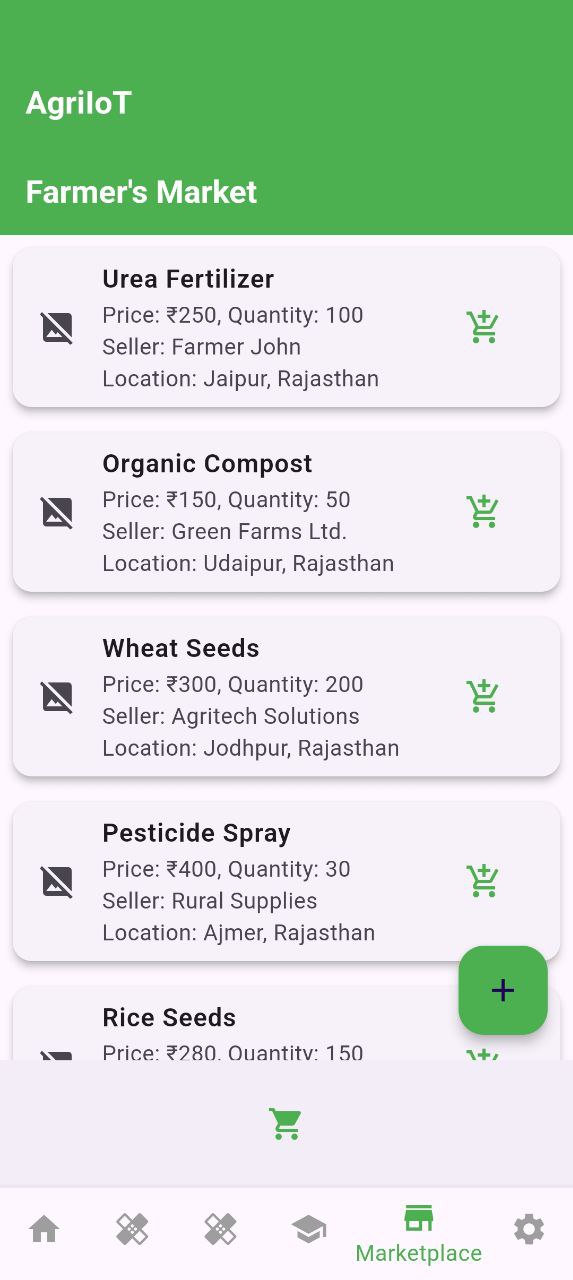 AgriIoT
Farmer's Market
Urea Fertilizer
Price: ₹250, Quantity: 100
Seller: Farmer John
Location: Jaipur, Rajasthan
Organic Compost
Price: ₹150, Quantity: 50
Seller: Green Farms Ltd.
Location: Udaipur, Rajasthan
Wheat Seeds
Price: ₹300, Quantity: 200
Seller: Agritech Solutions
Location: Jodhpur, Rajasthan
Pesticide Spray
Price: ₹400, Quantity: 30
Seller: Rural Supplies
Location: Ajmer, Rajasthan
Rice Seeds
Price: ₹280, Quantity: 150
Marketplace